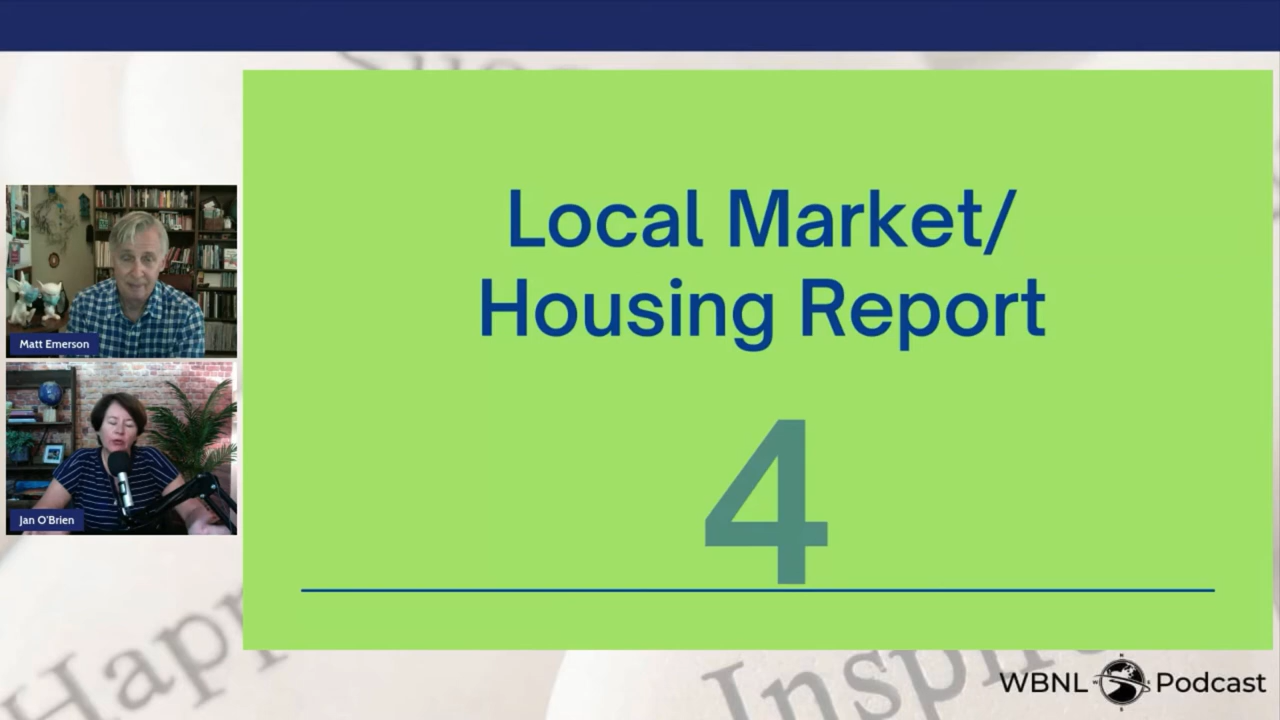 Local Market/
Housing Report
4
Matt Emerson
Jan O'Brien
WBNL Podcast